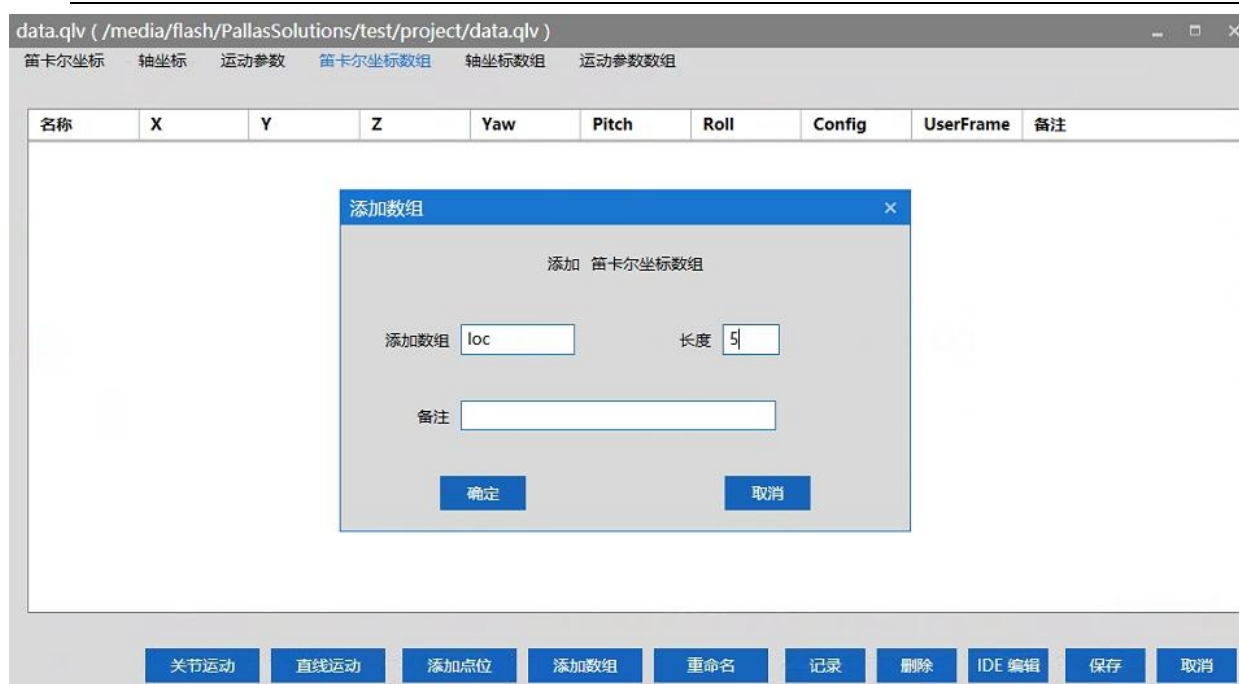 data.qlv ( /media/flash/PallasSolutions/test/project/data.qlv )
笛卡尔坐标 轴坐标 运动参数 笛卡尔坐标数组 轴坐标数组 运动参数数组
名称 X Y Z Yaw Pitch Roll Config UserFrame 备注
添加数组
添加 笛卡尔坐标数组
添加数组 loc 长度 5
备注
确定 取消
关节运动 直线运动 添加点位 添加数组 重命名 记录 删除 IDE 编辑 保存 取消